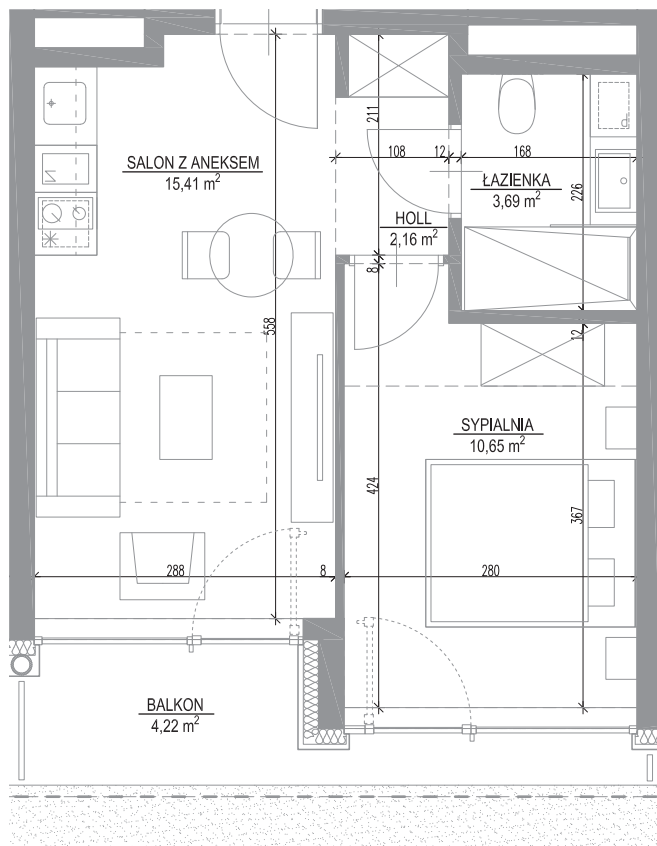 211
108
12
168
SALON Z ANEKSEM
15,41 m²
ŁAZIENKA
3,69 m²
226
HOLL
2,16 m²
8
558
12
SYPIALNIA
10,65 m²
424
367
288
8
280
BALKON
4,22 m²